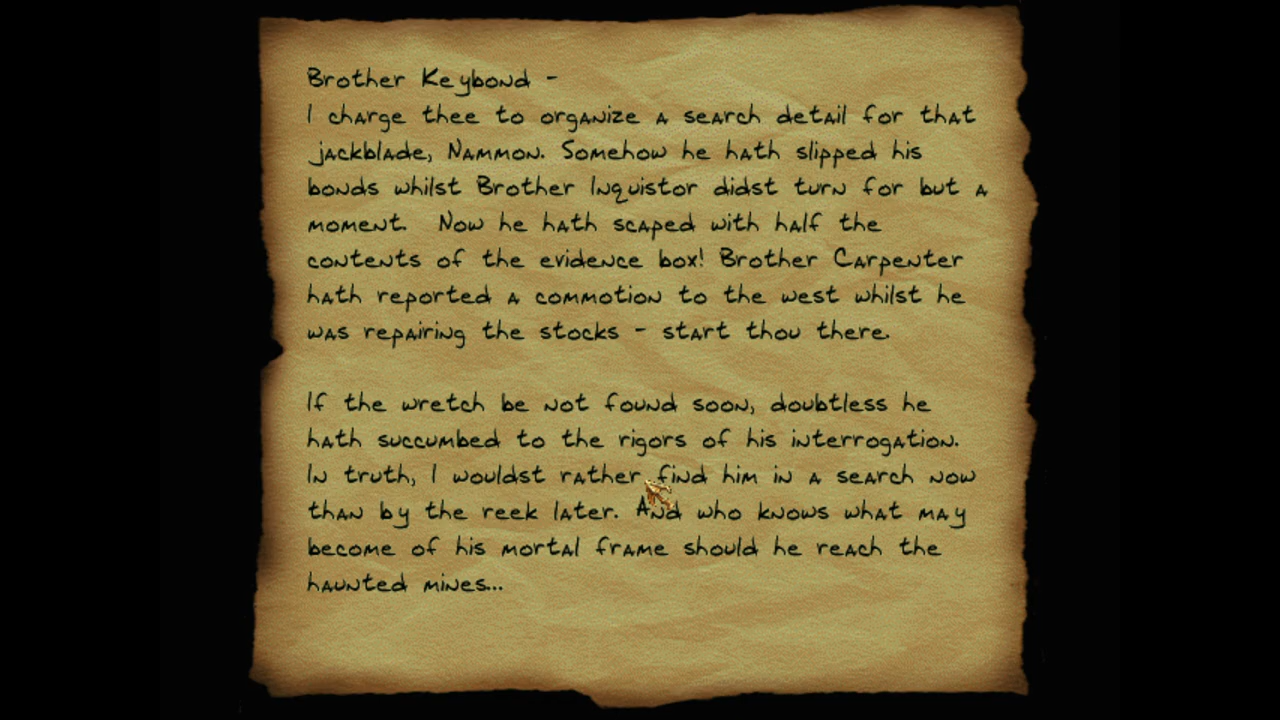 Brother Keybond -
I charge thee to organize a search detail for that
jackblade, Nammon. Somehow he hath slipped his
bonds whilst Brother Inquistor didst turn for but a
moment. Now he hath scaped with half the
contents of the evidence box! Brother Carpenter
hath reported a commotion to the west whilst he
was repairing the stocks - start thou there.
If the wretch be not found soon, doubtless he
hath succumbed to the rigors of his interrogation.
In truth, I wouldst rather find him in a search now
than by the reek later. And who knows what may
become of his mortal frame should he reach the
haunted mines...